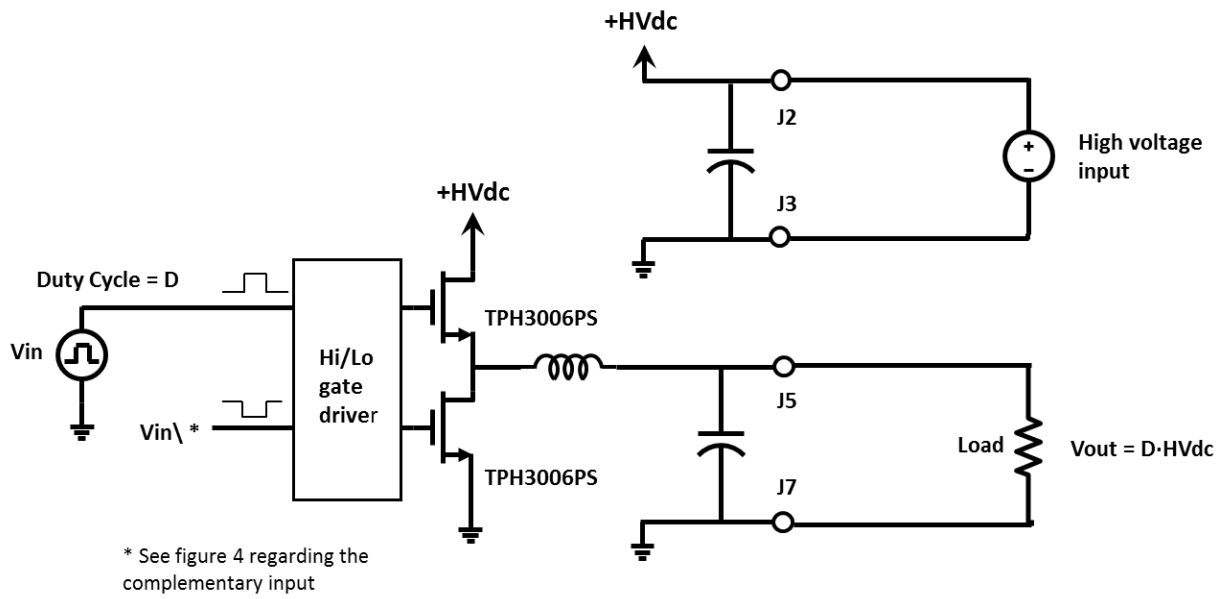 +HVdc
J2
High voltage
input
+
−
J3
+HVdc
Duty Cycle = D
TPH3006PS
Vin
Hi/Lo
gate
driver
J5
Vin\ *
Load
Vout = D·HVdc
TPH3006PS
J7
* See figure 4 regarding the
complementary input